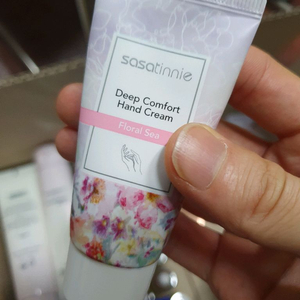 sasatinnie
Deep Comfort
Hand Cream
Floral Sea